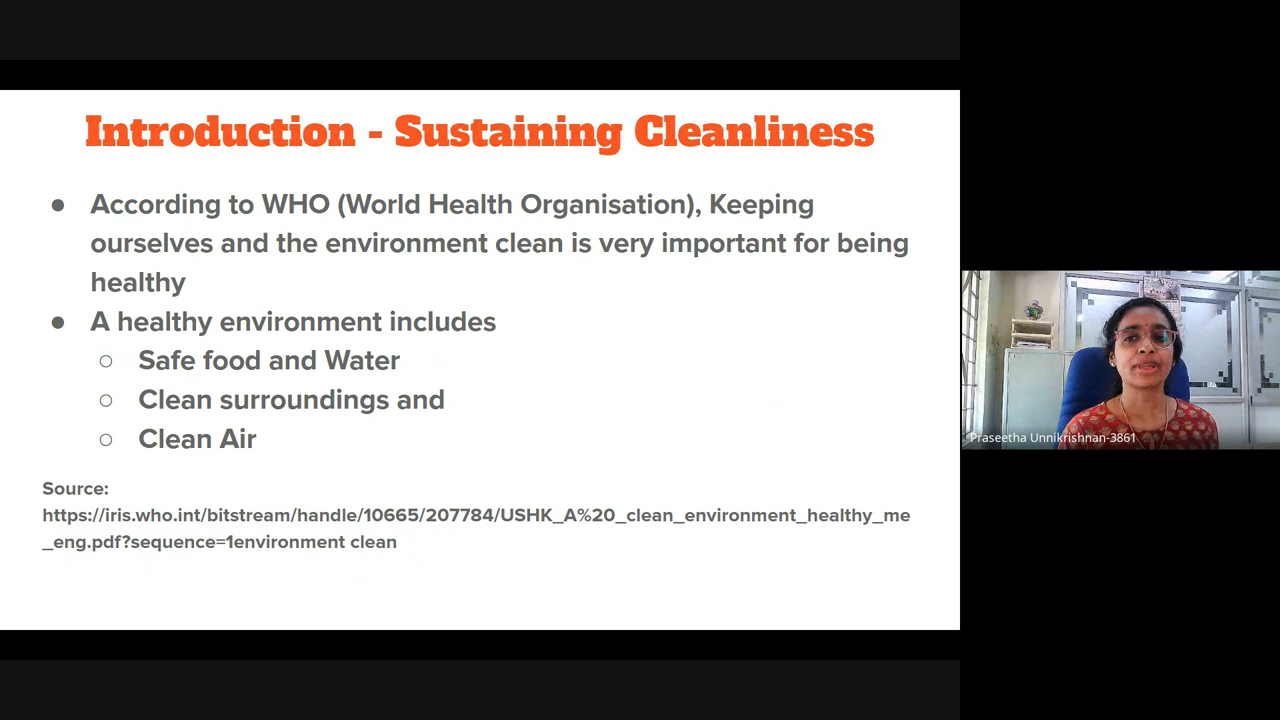 Introduction - Sustaining Cleanliness
● According to WHO (World Health Organisation), Keeping
ourselves and the environment clean is very important for being
healthy
● A healthy environment includes
○ Safe food and Water
○ Clean surroundings and
○ Clean Air
Source:
https://iris.who.int/bitstream/handle/10665/207784/USHK_A%20_clean_environment_healthy_me
_eng.pdf?sequence=1environment clean
Praseetha Unnikrishnan-3861